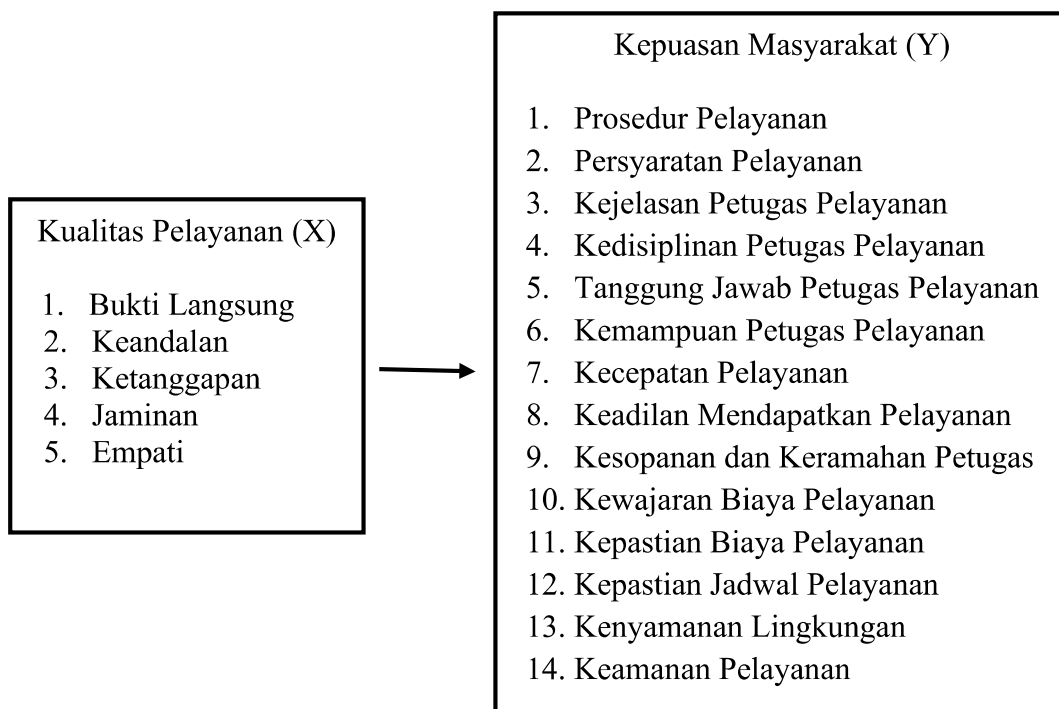 Kualitas Pelayanan (X)
1. Bukti Langsung
2. Keandalan
3. Ketanggapan
4. Jaminan
5. Empati
Kepuasan Masyarakat (Y)
1. Prosedur Pelayanan
2. Persyaratan Pelayanan
3. Kejelasan Petugas Pelayanan
4. Kedisiplinan Petugas Pelayanan
5. Tanggung Jawab Petugas Pelayanan
6. Kemampuan Petugas Pelayanan
7. Kecepatan Pelayanan
8. Keadilan Mendapatkan Pelayanan
9. Kesopanan dan Keramahan Petugas
10. Kewajaran Biaya Pelayanan
11. Kepastian Biaya Pelayanan
12. Kepastian Jadwal Pelayanan
13. Kenyamanan Lingkungan
14. Keamanan Pelayanan